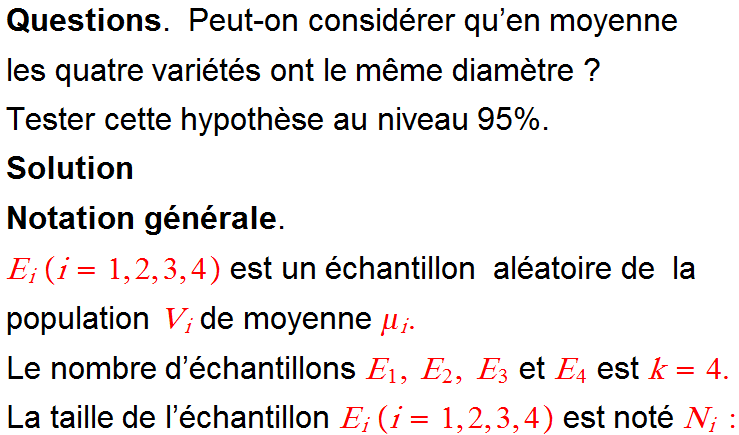 Questions. Peut-on considérer qu’en moyenne
les quatre variétés ont le même diamètre ?
Tester cette hypothèse au niveau 95%.
Solution
Notation générale.
Eᵢ (i = 1,2,3,4) est un échantillon aléatoire de la
population Vᵢ de moyenne μᵢ.
Le nombre d’échantillons E₁, E₂, E₃ et E₄ est k = 4.
La taille de l’échantillon Eᵢ (i = 1,2,3,4) est noté Nᵢ :